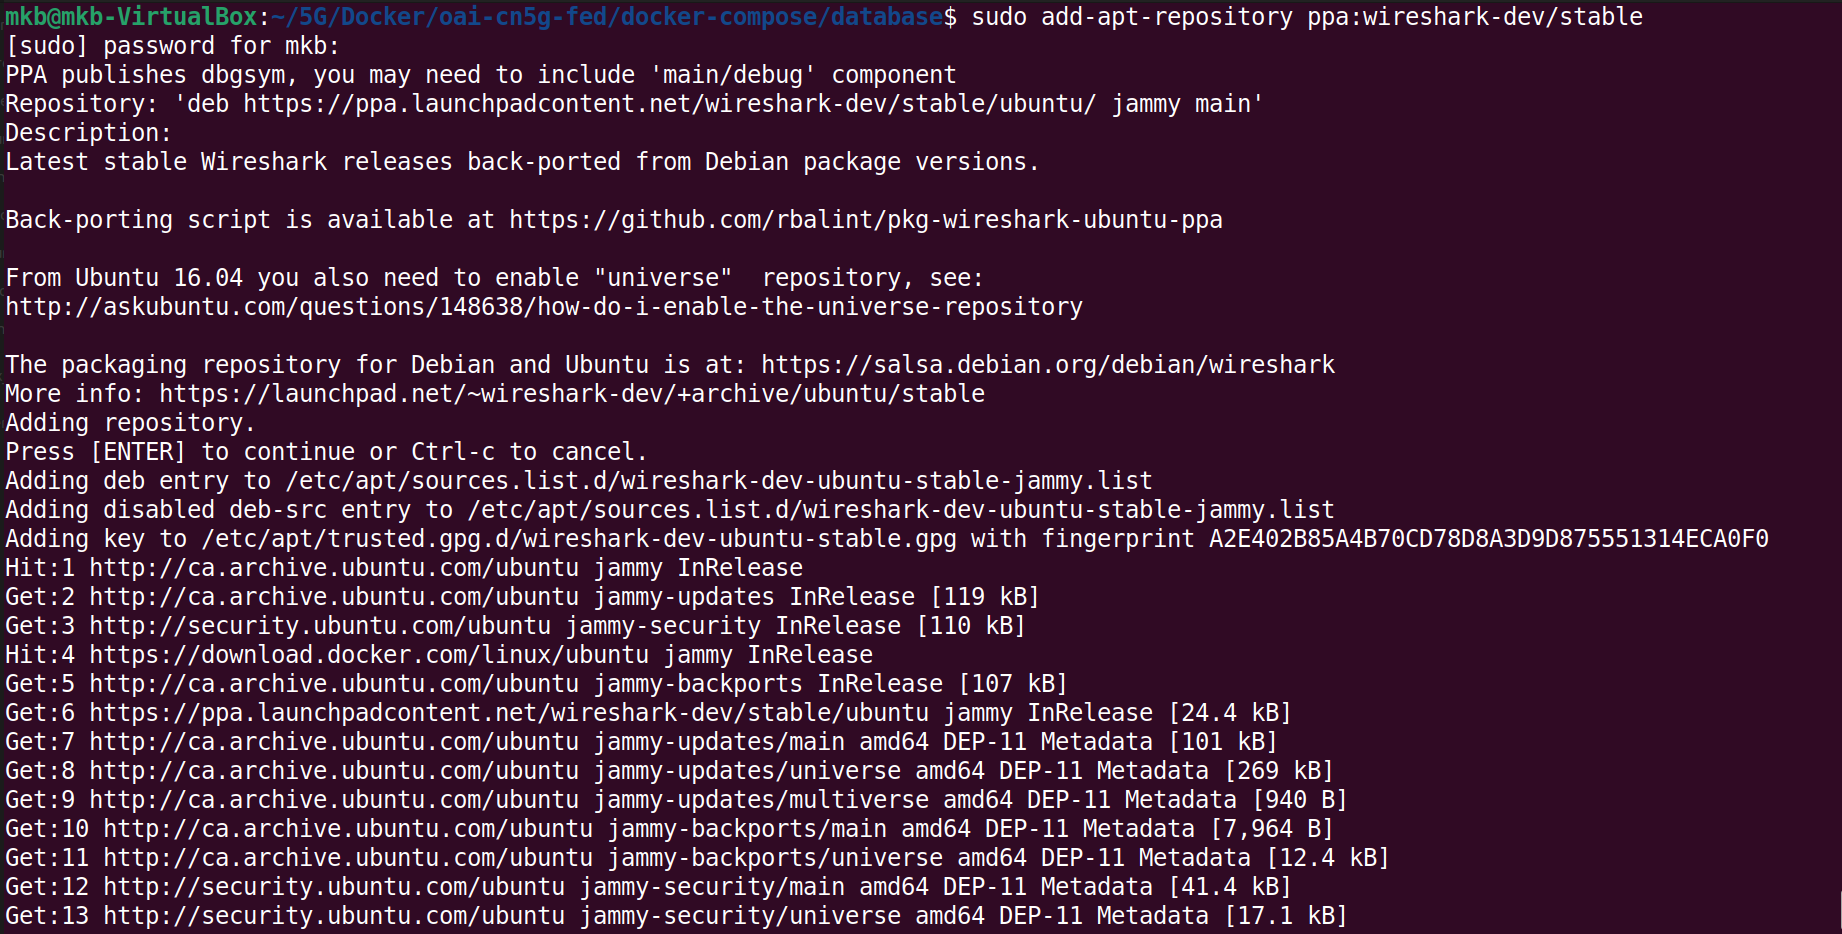 mkb@mkb-VirtualBox:~/5G/Docker/oai-cn5g-fed/docker-compose/database$ sudo add-apt-repository ppa:wireshark-dev/stable
[sudo] password for mkb:
PPA publishes dbgsym, you may need to include 'main/debug' component
Repository: 'deb https://ppa.launchpadcontent.net/wireshark-dev/stable/ubuntu/ jammy main'
Description:
Latest stable Wireshark releases back-ported from Debian package versions.
Back-porting script is available at https://github.com/rbalint/pkg-wireshark-ubuntu-ppa
From Ubuntu 16.04 you also need to enable "universe"  repository, see:
http://askubuntu.com/questions/148638/how-do-i-enable-the-universe-repository
The packaging repository for Debian and Ubuntu is at: https://salsa.debian.org/debian/wireshark
More info: https://launchpad.net/~wireshark-dev/+archive/ubuntu/stable
Adding repository.
Press [ENTER] to continue or Ctrl-c to cancel.
Adding deb entry to /etc/apt/sources.list.d/wireshark-dev-ubuntu-stable-jammy.list
Adding disabled deb-src entry to /etc/apt/sources.list.d/wireshark-dev-ubuntu-stable-jammy.list
Adding key to /etc/apt/trusted.gpg.d/wireshark-dev-ubuntu-stable.gpg with fingerprint A2E402B85A4B70CD78D8A3D9D875551314ECA0F0
Hit:1 http://ca.archive.ubuntu.com/ubuntu jammy InRelease
Get:2 http://ca.archive.ubuntu.com/ubuntu jammy-updates InRelease [119 kB]
Get:3 http://security.ubuntu.com/ubuntu jammy-security InRelease [110 kB]
Hit:4 https://download.docker.com/linux/ubuntu jammy InRelease
Get:5 http://ca.archive.ubuntu.com/ubuntu jammy-backports InRelease [107 kB]
Get:6 https://ppa.launchpadcontent.net/wireshark-dev/stable/ubuntu jammy InRelease [24.4 kB]
Get:7 http://ca.archive.ubuntu.com/ubuntu jammy-updates/main amd64 DEP-11 Metadata [101 kB]
Get:8 http://ca.archive.ubuntu.com/ubuntu jammy-updates/universe amd64 DEP-11 Metadata [269 kB]
Get:9 http://ca.archive.ubuntu.com/ubuntu jammy-updates/multiverse amd64 DEP-11 Metadata [940 B]
Get:10 http://ca.archive.ubuntu.com/ubuntu jammy-backports/main amd64 DEP-11 Metadata [7,964 B]
Get:11 http://ca.archive.ubuntu.com/ubuntu jammy-backports/universe amd64 DEP-11 Metadata [12.4 kB]
Get:12 http://security.ubuntu.com/ubuntu jammy-security/main amd64 DEP-11 Metadata [41.4 kB]
Get:13 http://security.ubuntu.com/ubuntu jammy-security/universe amd64 DEP-11 Metadata [17.1 kB]